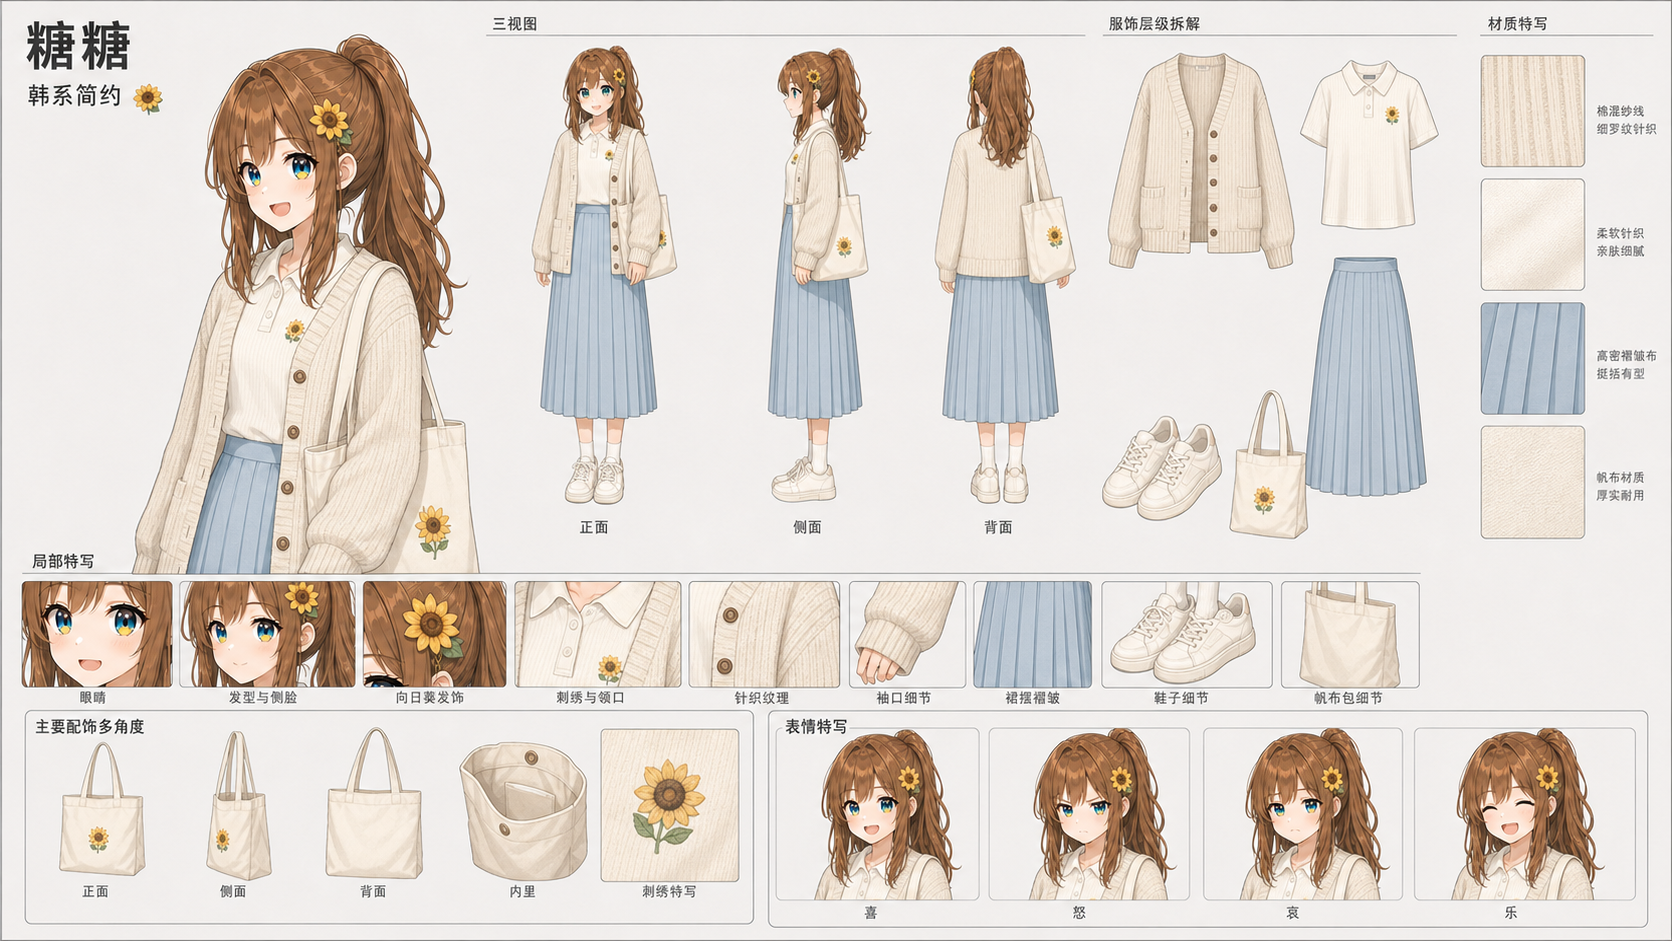 糖糖
韩系简约
三视图
正面
侧面
背面
服饰层级拆解
材质特写
棉混纱线
细罗纹针织
柔软针织
亲肤细腻
高密褶皱布
挺括有型
帆布材质
厚实耐用
局部特写
眼睛
发型与侧脸
向日葵发饰
刺绣与领口
针织纹理
袖口细节
裙摆褶皱
鞋子细节
帆布包细节
主要配饰多角度
正面
侧面
背面
内里
刺绣特写
表情特写
喜
怒
哀
乐